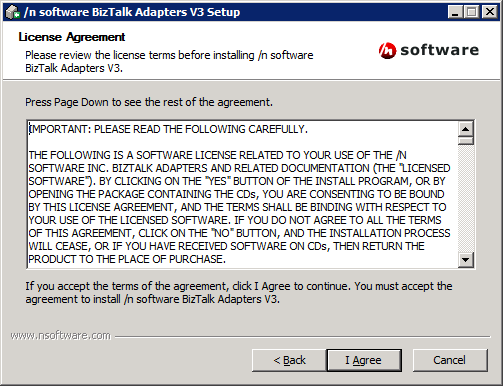 /n software BizTalk Adapters V3 Setup
License Agreement
Please review the license terms before installing /n software
BizTalk Adapters V3.
/n software
Press Page Down to see the rest of the agreement.
IMPORTANT: PLEASE READ THE FOLLOWING CAREFULLY.
THE FOLLOWING IS A SOFTWARE LICENSE RELATED TO YOUR USE OF THE /N
SOFTWARE INC. BIZTALK ADAPTERS AND RELATED DOCUMENTATION (THE "LICENSED
SOFTWARE"). BY CLICKING ON THE "YES" BUTTON OF THE INSTALL PROGRAM, OR BY
OPENING THE PACKAGE CONTAINING THE CDs, YOU ARE CONSENTING TO BE BOUND
BY THIS LICENSE AGREEMENT, AND THE TERMS SHALL BE BINDING WITH RESPECT TO
YOUR USE OF THE LICENSED SOFTWARE. IF YOU DO NOT AGREE TO ALL THE TERMS
OF THIS AGREEMENT, CLICK ON THE "NO" BUTTON, AND THE INSTALLATION PROCESS
WILL CEASE, OR IF YOU HAVE RECEIVED SOFTWARE ON CDs, THEN RETURN THE
PRODUCT TO THE PLACE OF PURCHASE.
If you accept the terms of the agreement, click I Agree to continue. You must accept the
agreement to install /n software BizTalk Adapters V3.
www.nsoftware.com
< Back
I Agree
Cancel